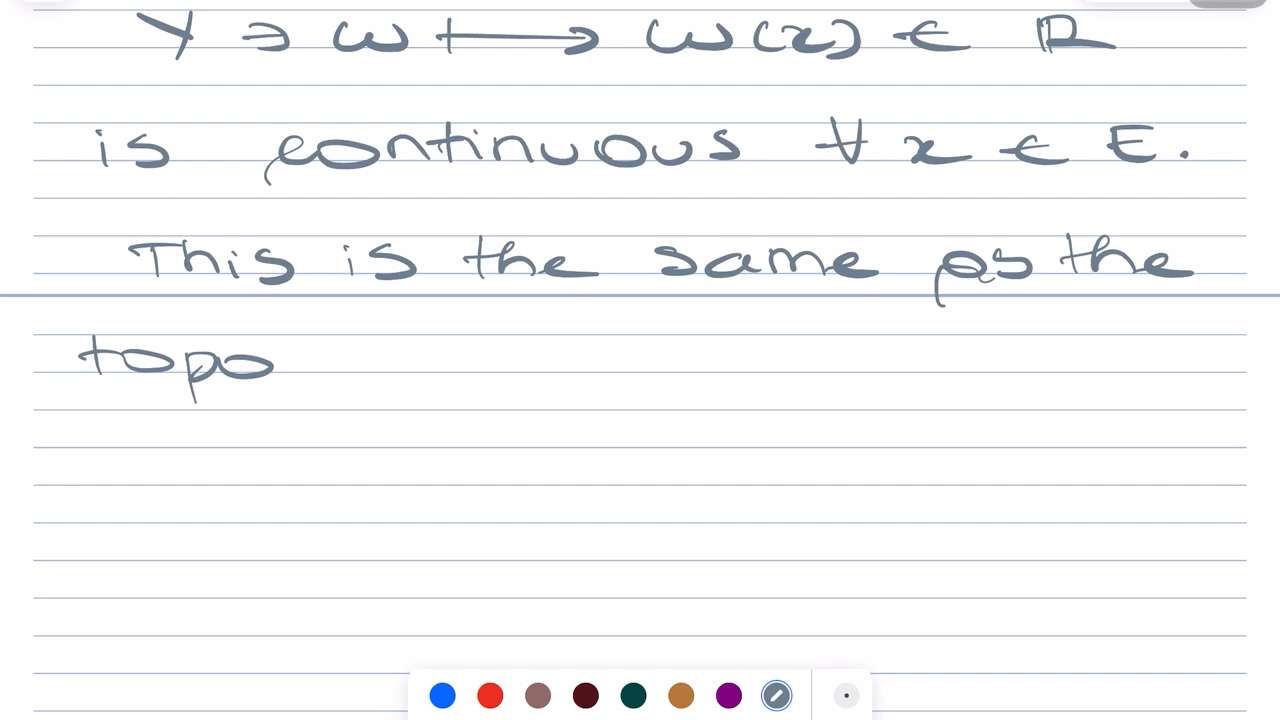 Y ∋ ω ⟼ ω(x) ∈ R
is continuous ∀ x ∈ E.
This is the same as the
topo